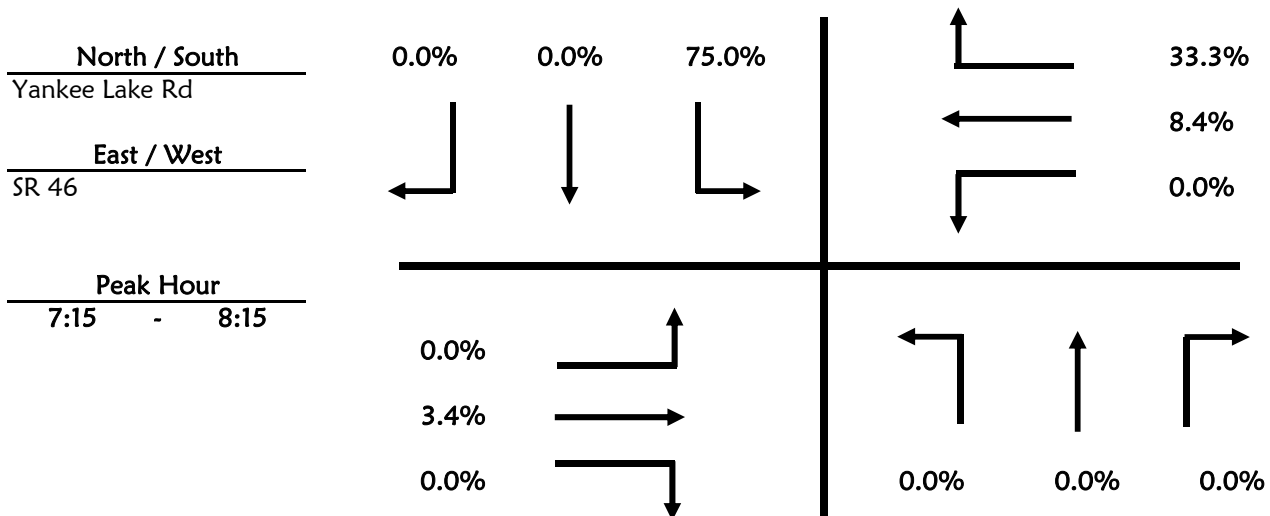 North / South
Yankee Lake Rd
East / West
SR 46
Peak Hour
7:15 - 8:15
0.0% 0.0% 75.0%
33.3%
8.4%
0.0%
0.0%
3.4%
0.0%
0.0% 0.0% 0.0%